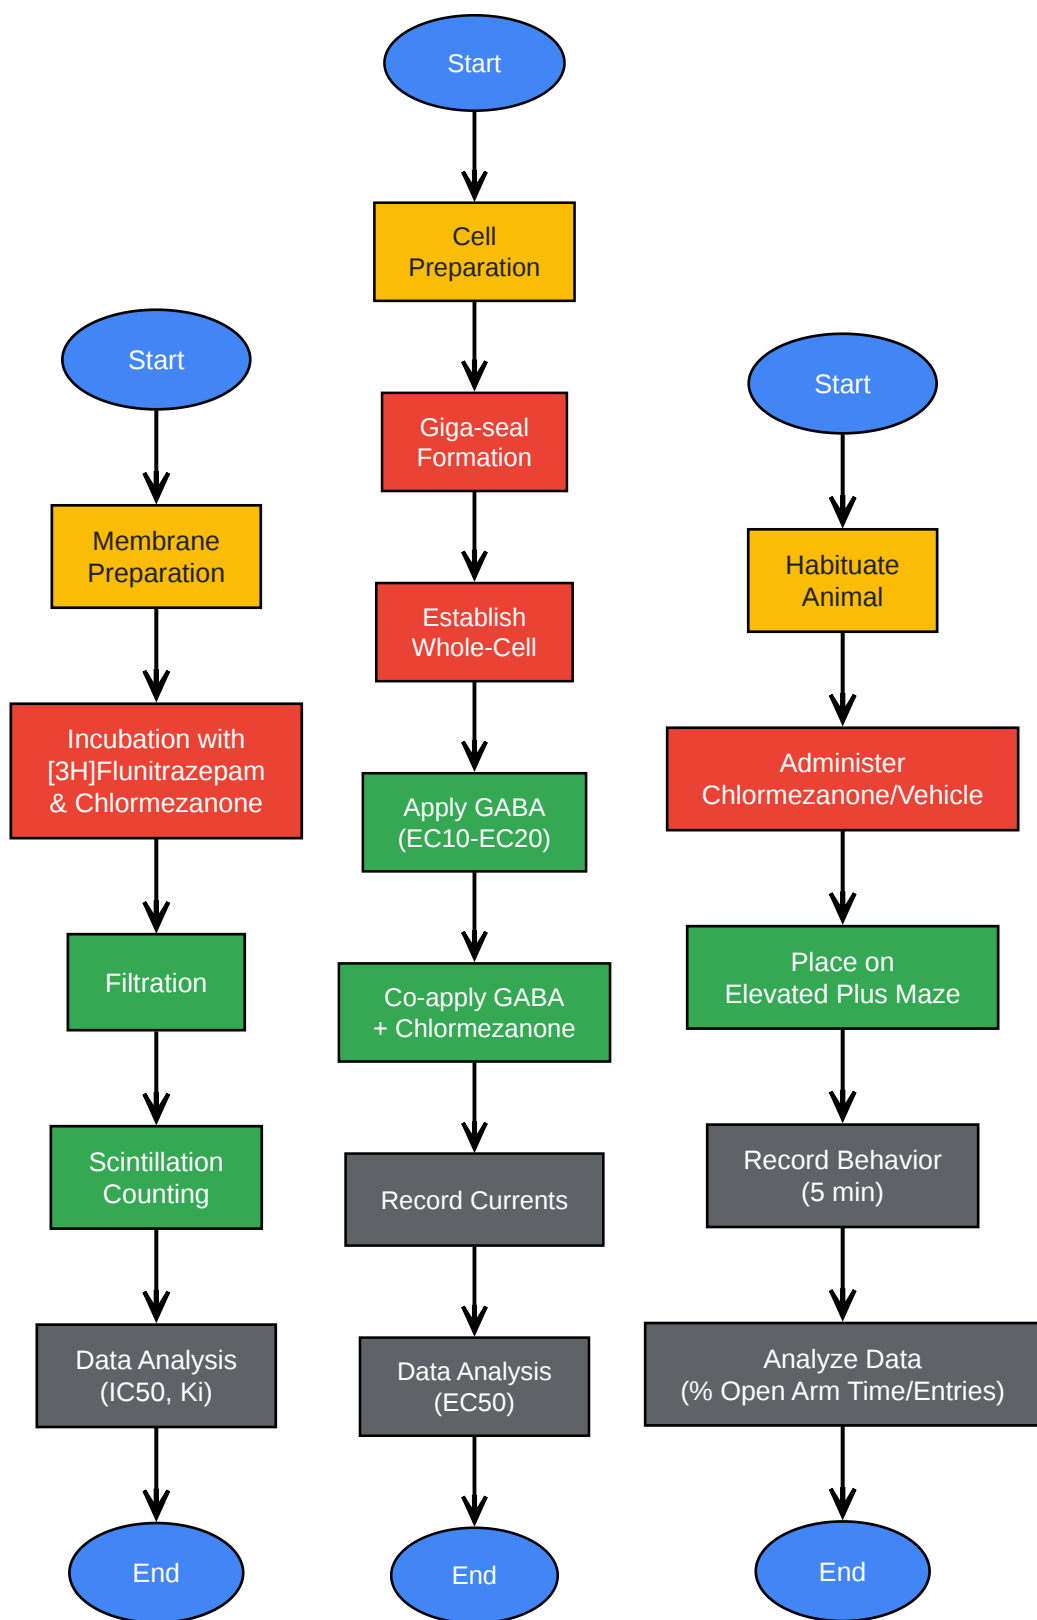 Start
Membrane
Preparation
Incubation with
[3H]Flunitrazepam
& Chlormezanone
Filtration
Scintillation
Counting
Data Analysis
(IC50, Ki)
End
Start
Cell
Preparation
Giga-seal
Formation
Establish
Whole-Cell
Apply GABA
(EC10-EC20)
Co-apply GABA
+ Chlormezanone
Record Currents
Data Analysis
(EC50)
End
Start
Habituate
Animal
Administer
Chlormezanone/Vehicle
Place on
Elevated Plus Maze
Record Behavior
(5 min)
Analyze Data
(% Open Arm Time/Entries)
End